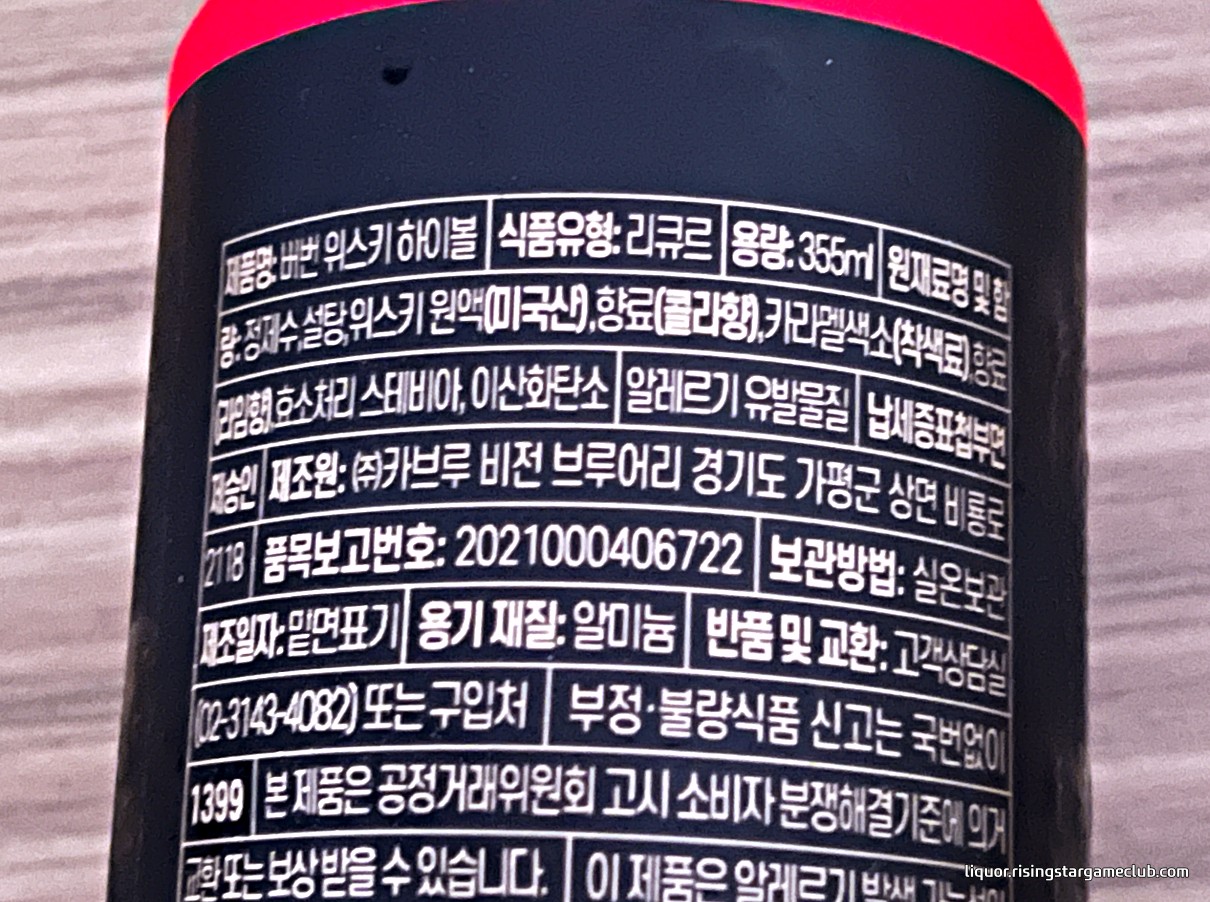 제품명: 버번 위스키 하이볼 식품유형: 리큐르 용량: 355ml 원재료명 및 함
량: 정제수,설탕,위스키 원액(미국산),향료(콜라향),카라멜색소(착색료),향료
(라임향),효소처리 스테비아, 이산화탄소 알레르기 유발물질 납세증표첩부면
제승인 제조원: ㈜카브루 비전 브루어리 경기도 가평군 상면 비룡로
2118 품목보고번호: 2021000406722 보관방법: 실온보관
제조일자: 밑면표기 용기 재질: 알미늄 반품 및 교환: 고객상담실
(02-3143-4082) 또는 구입처 부정·불량식품 신고는 국번없이
1399 본 제품은 공정거래위원회 고시 소비자 분쟁해결기준에 의거
교환 또는 보상 받을 수 있습니다. 이 제품은 알레르기 발생
liquor.risingstargameclub.com